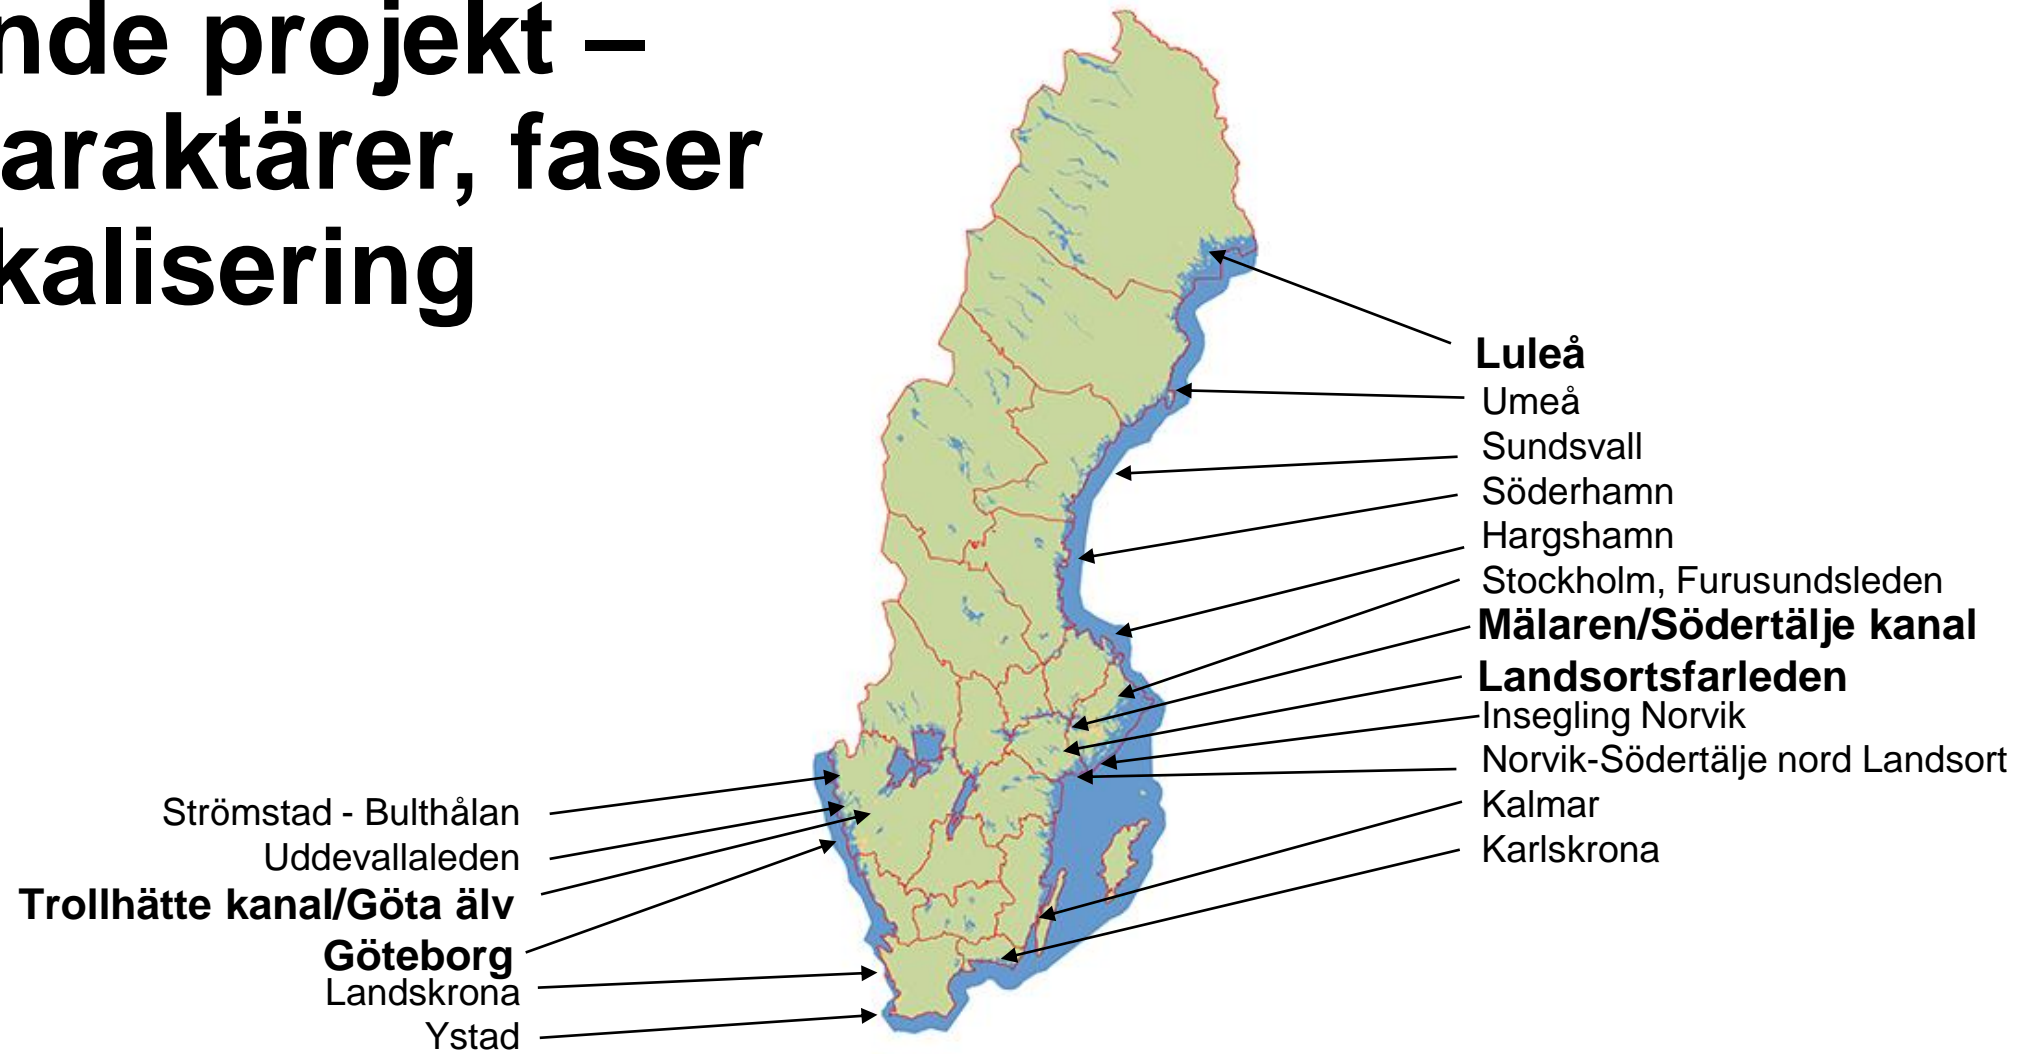 nde projekt –
araktärer, faser
kalisering
Luleå
Umeå
Sundsvall
Söderhamn
Hargshamn
Stockholm, Furusundsleden
Mälaren/Södertälje kanal
Landsortsfarleden
Insegling Norvik
Norvik-Södertälje nord Landsort
Kalmar
Karlskrona
Strömstad - Bulthålan
Uddevallaleden
Trollhätte kanal/Göta älv
Göteborg
Landskrona
Ystad